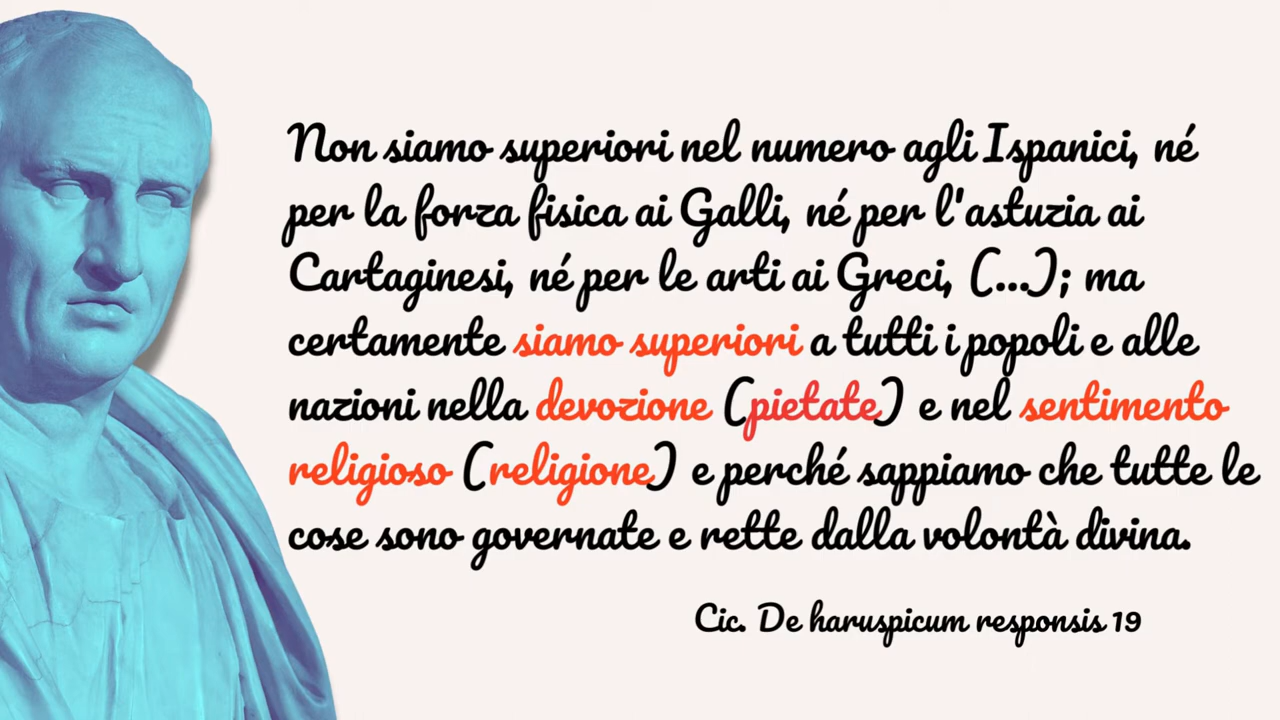 Non siamo superiori nel numero agli Ispanici, né
per la forza fisica ai Galli, né per l'astuzia ai
Cartaginesi, né per le arti ai Greci, (...); ma
certamente siamo superiori a tutti i popoli e alle
nazioni nella devozione (pietate) e nel sentimento
religioso (religione) e perché sappiamo che tutte le
cose sono governate e rette dalla volontà divina.
Cic. De haruspicum responsis 19